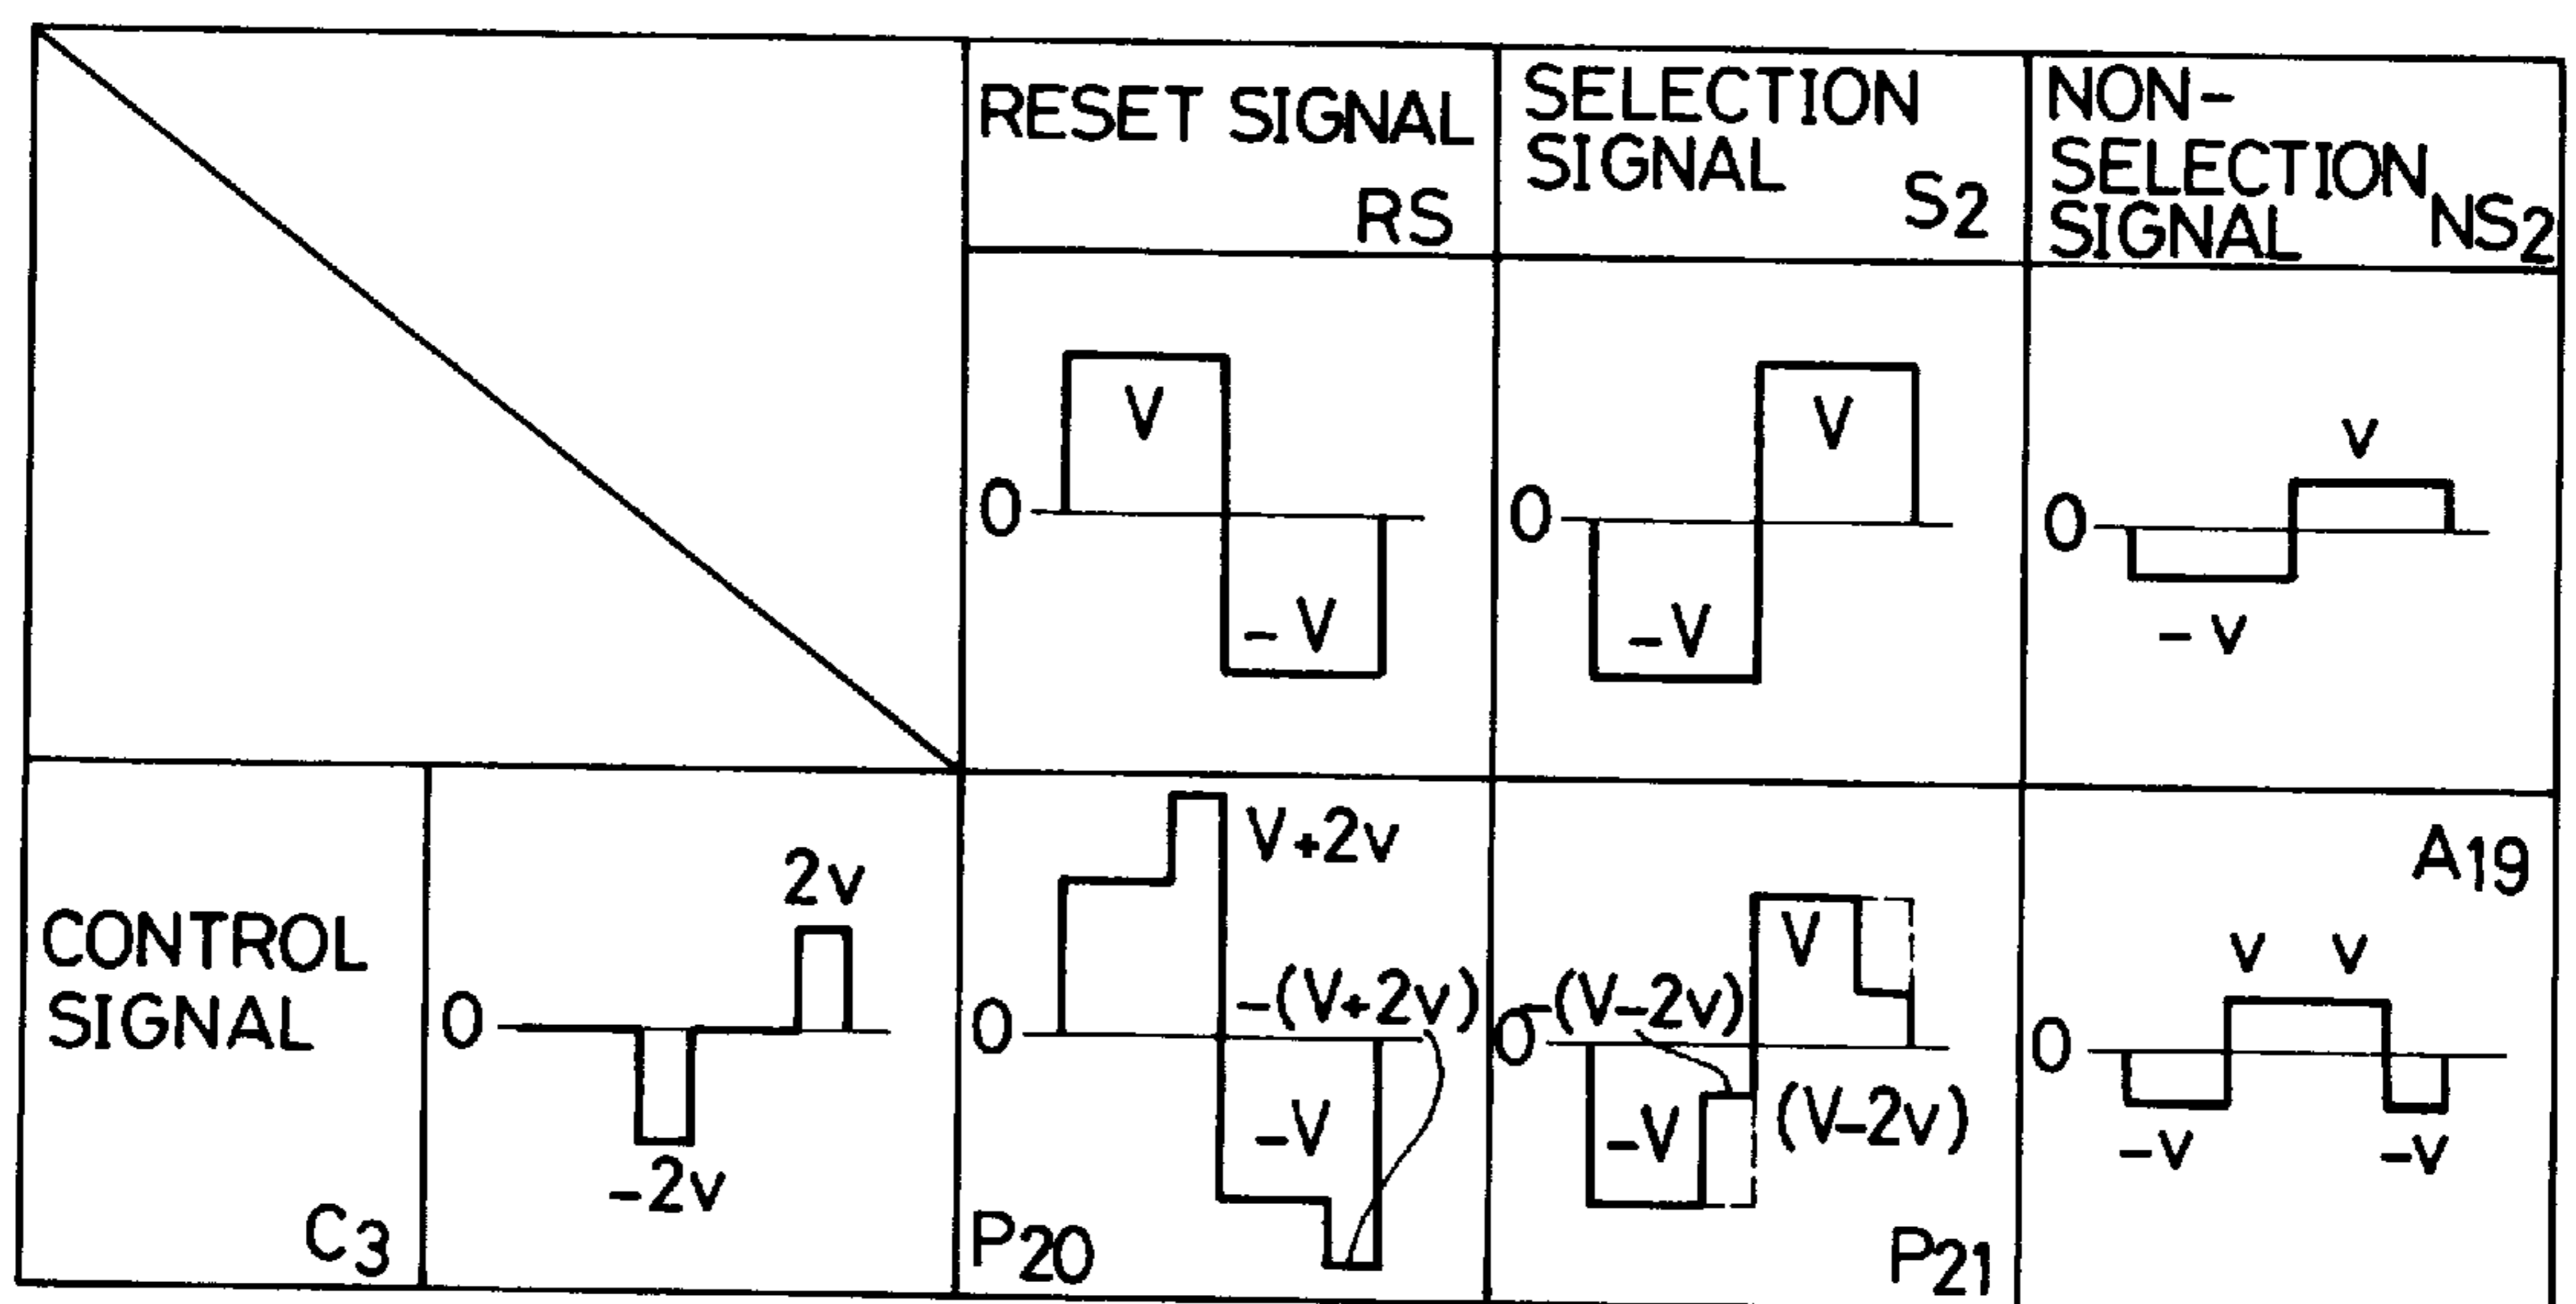 RESET SIGNAL
RS
SELECTION
SIGNAL
S2
NON-
SELECTION
SIGNAL
NS2
V
0
-V
V
0
-V
v
0
-v
CONTROL
SIGNAL
C3
2v
0
-2v
V+2v
0
-(V+2v)
-V
P20
V
-(V-2v)
0
-V
(V-2v)
P21
A19
v v
0
-v -v